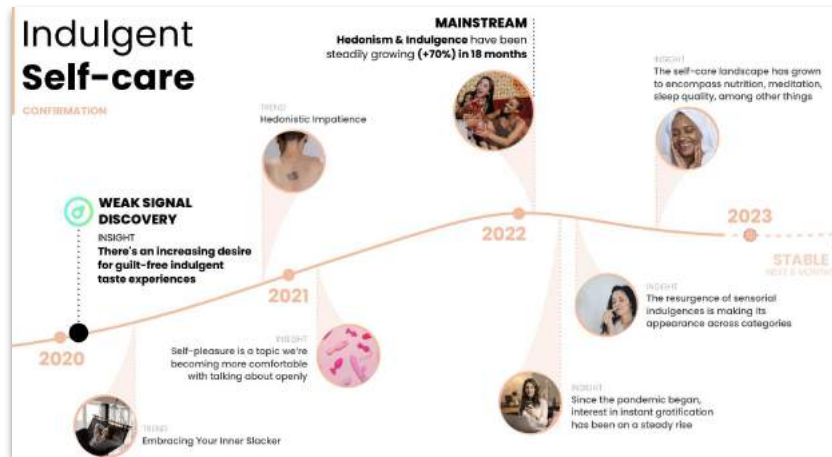 Indulgent
Self-care
CONFIRMATION
WEAK SIGNAL
DISCOVERY
INSIGHT
There's an increasing desire
for guilt-free indulgent
taste experiences
2020
TREND
Embracing Your Inner Slacker
TREND
Hedonistic Impatience
2021
INSIGHT
Self-pleasure is a topic we're
becoming more comfortable
with talking about openly
MAINSTREAM
Hedonism & Indulgence have been
steadily growing (+70%) in 18 months
2022
INSIGHT
Since the pandemic began,
interest in instant gratification
has been on a steady rise
INSIGHT
The resurgence of sensorial
indulgences is making its
appearance across categories
INSIGHT
The self-care landscape has grown
to encompass nutrition, meditation,
sleep quality, among other things
2023
STABLE
NEXT 6 MONTHS